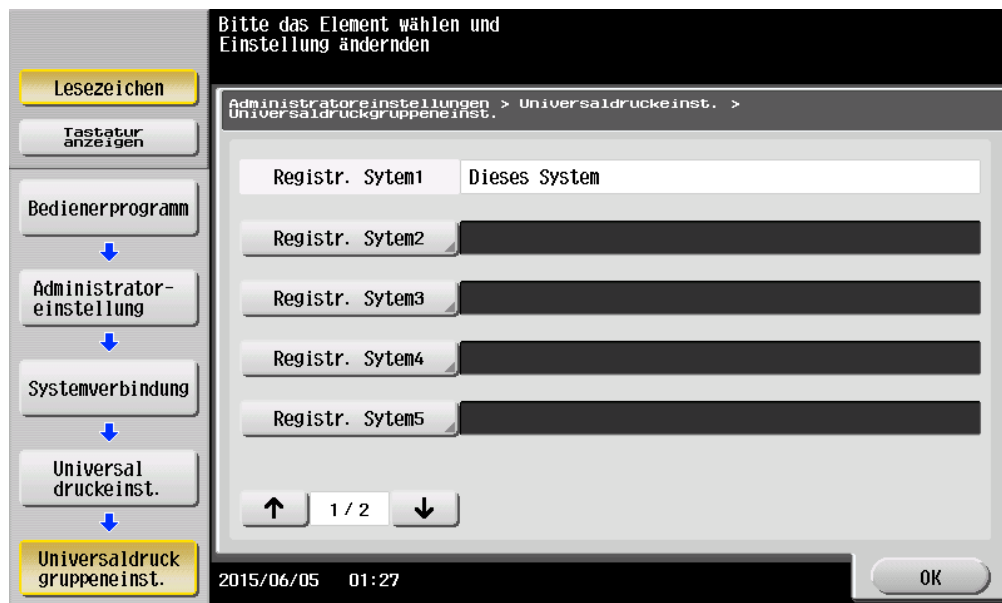 Bitte das Element wählen und
Einstellung ändernden
Lesezeichen
Tastatur
anzeigen
Bedienerprogramm
Administrator-
einstellung
Systemverbindung
Universal
druckeinst.
Universaldruck
gruppeneinst.
Administratoreinstellungen > Universaldruckeinst. >
Universaldruckgruppeneinst.
Registr. Sytem1 Dieses System
Registr. Sytem2
Registr. Sytem3
Registr. Sytem4
Registr. Sytem5
↑ 1/2 ↓
2015/06/05 01:27 OK